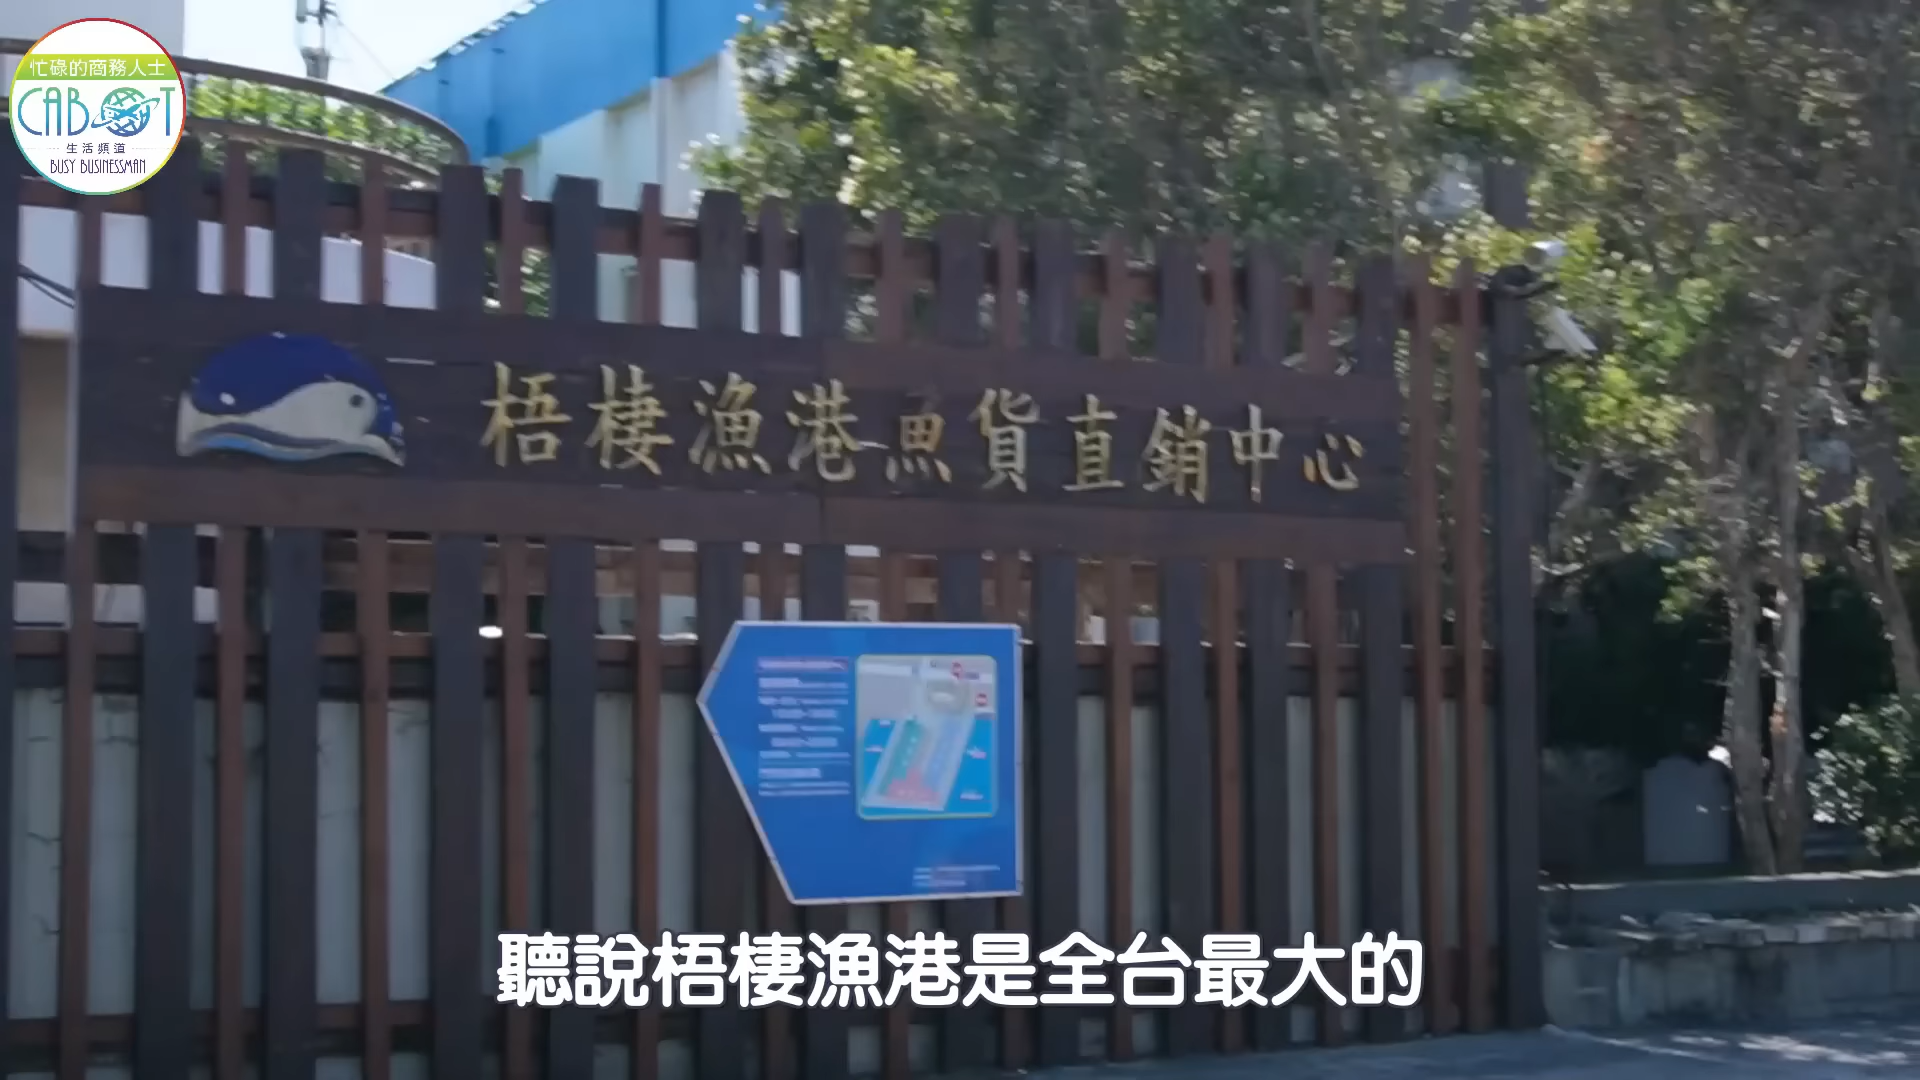 忙碌的商務人士
CABOT
生活頻道
BUSY BUSINESSMAN
梧棲漁港魚貨直銷中心
聽說梧棲漁港是全台最大的